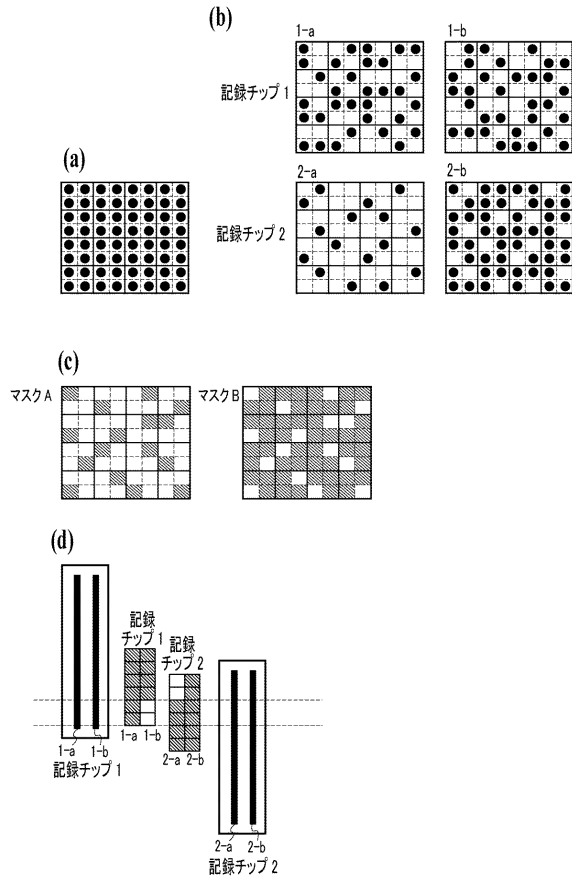 (b)
1-a
1-b
記録チップ1
(a)
2-a
2-b
記録チップ2
(c)
マスクA
マスクB
(d)
記録
チップ1
記録
チップ2
1-a
1-b
1-a
1-b
記録チップ1
2-a
2-b
2-a
2-b
記録チップ2